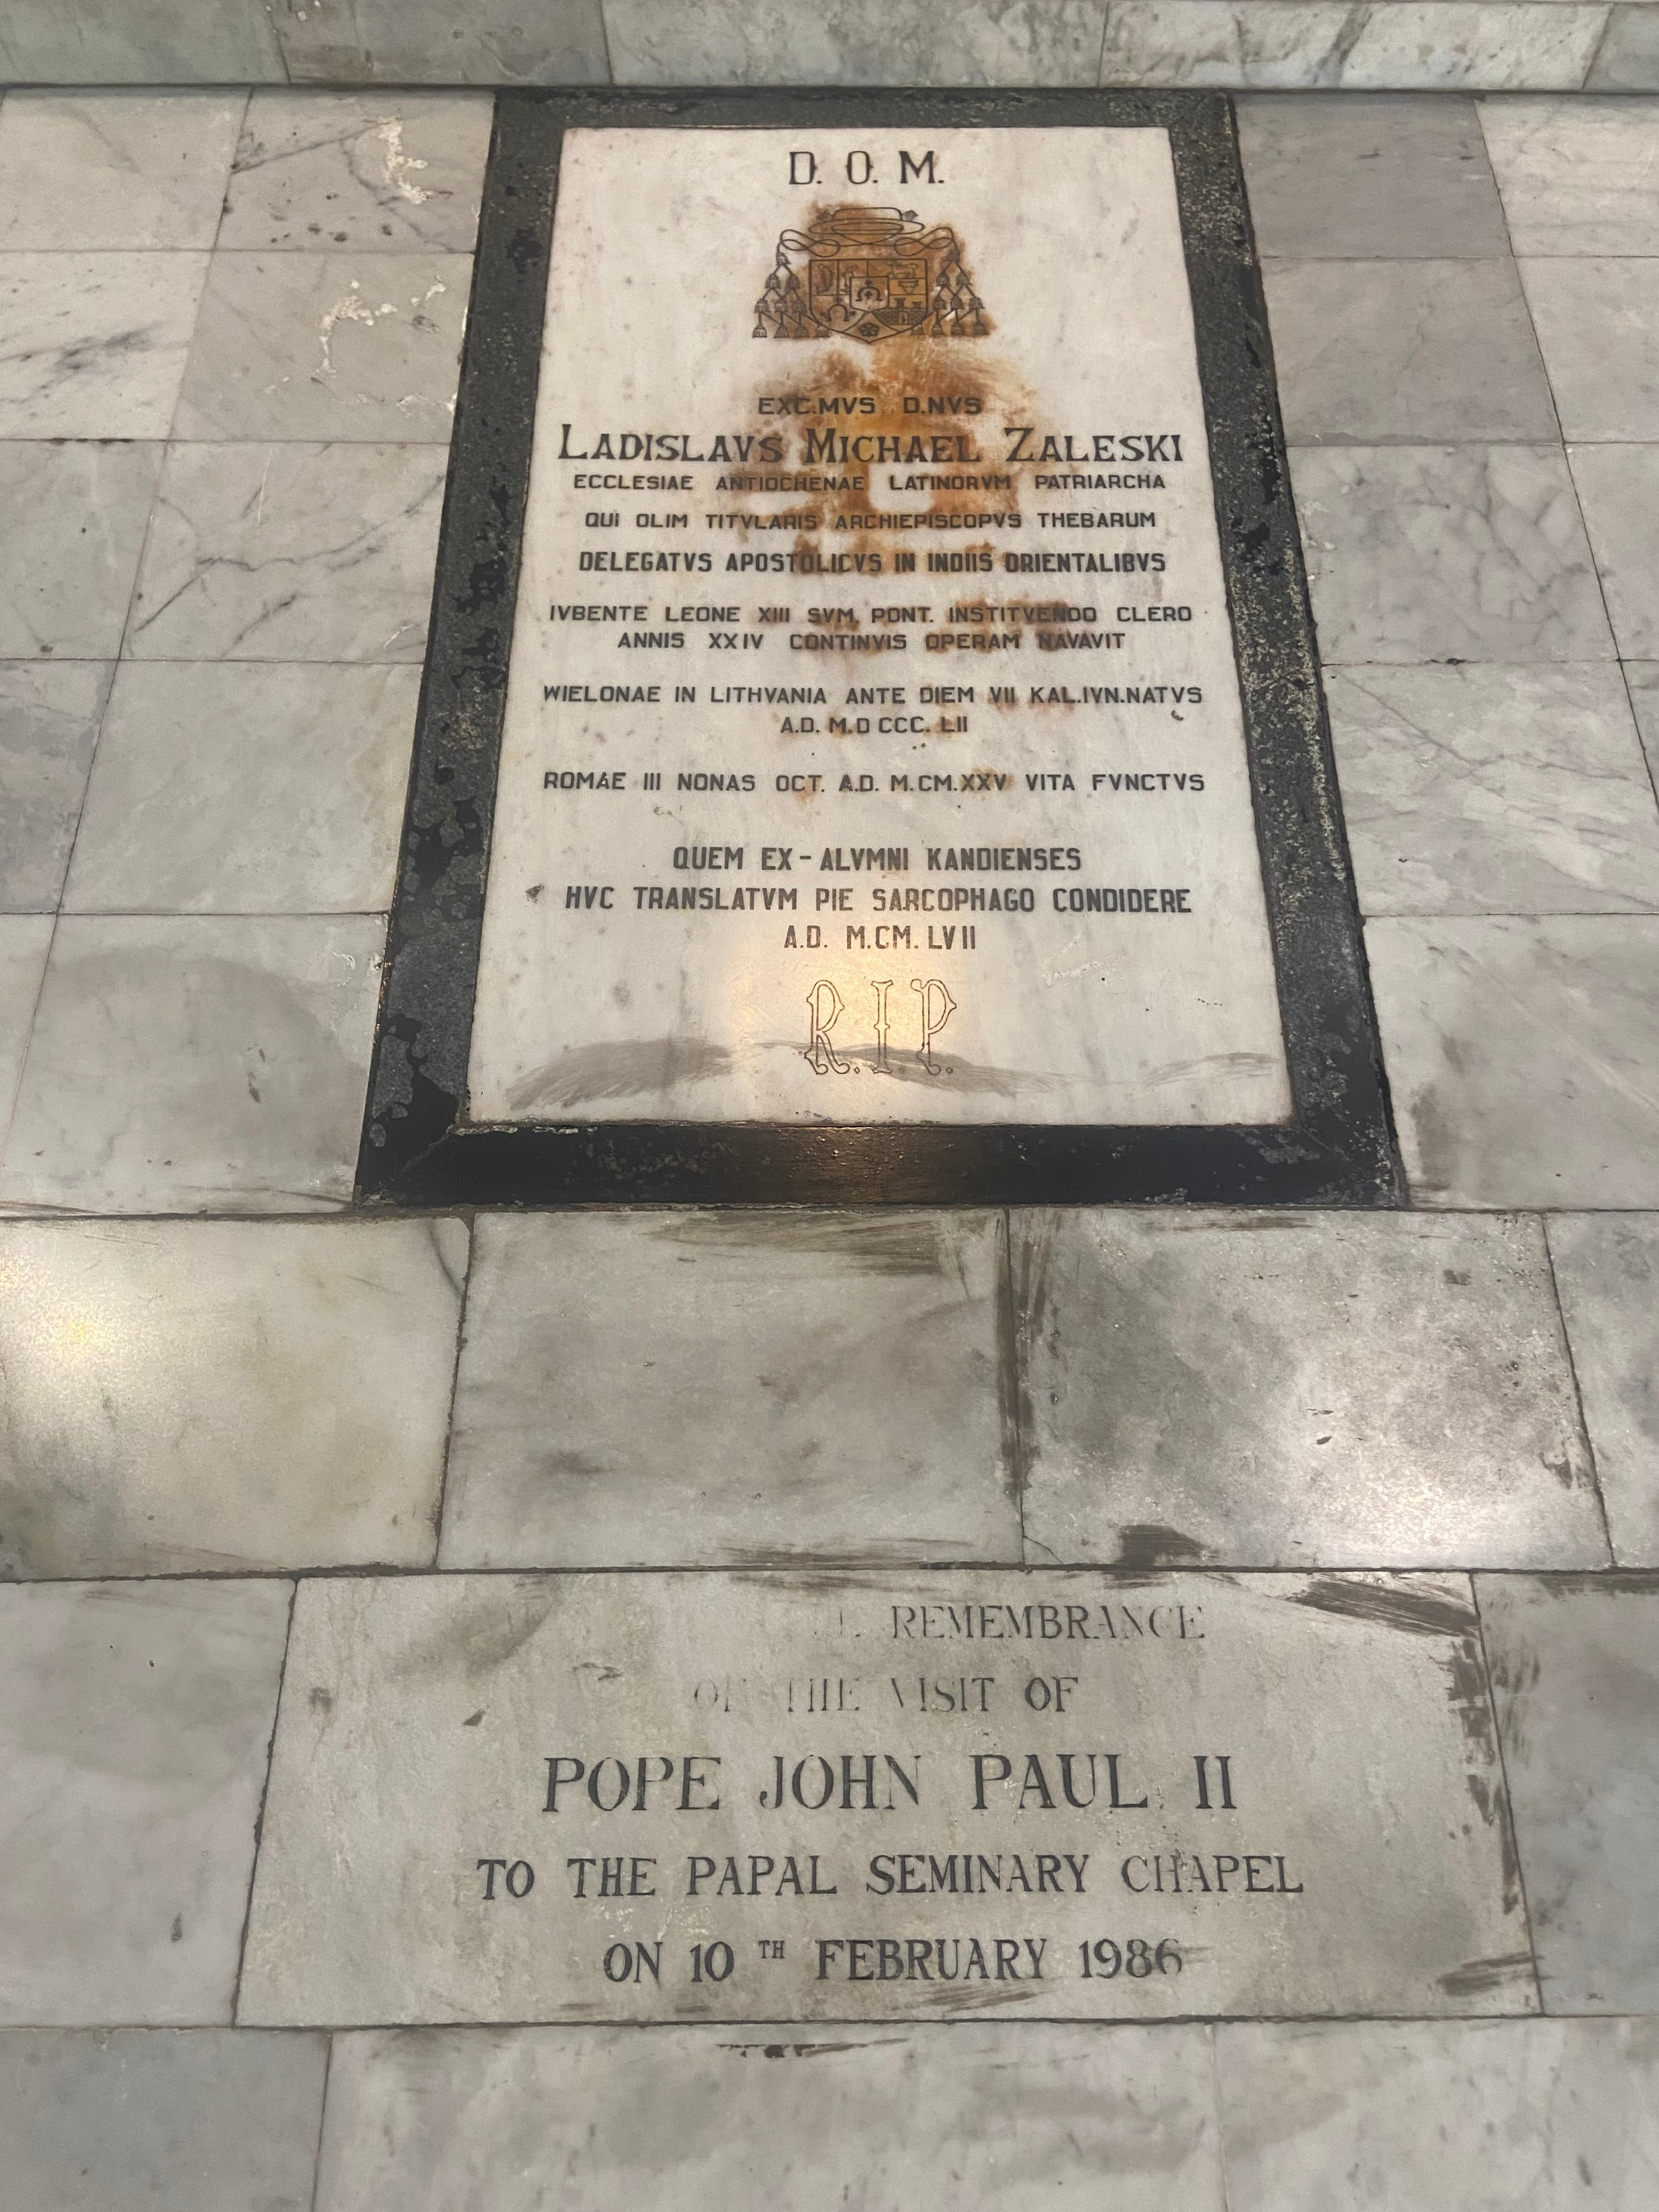 D. O. M.
EXC.MVS D.NVS
LADISLAVS MICHAEL ZALESKI
ECCLESIAE ANTIOCHENAE LATINORVM PATRIARCHA
QUI OLIM TITVLARIS ARCHIEPISCOPVS THEBARUM
DELEGATVS APOSTOLICVS IN INDIIS ORIENTALIBVS
IVBENTE LEONE XIII SVM. PONT. INSTITVENDO CLERO
ANNIS XXIV CONTINVIS OPERAM NAVAVIT
WIELONAE IN LITHVANIA ANTE DIEM VII KAL.IVN.NATVS
A.D. M.D CCC. LII
ROMAE III NONAS OCT. A.D. M.CM.XXV VITA FVNCTVS
QUEM EX-ALVMNI KANDIENSES
HVC TRANSLATVM PIE SARCOPHAGO CONDIDERE
A.D. M.CM. LVII
R.I.P.
REMEMBRANCE
OF THE VISIT OF
POPE JOHN PAUL II
TO THE PAPAL SEMINARY CHAPEL
ON 10TH FEBRUARY 1986